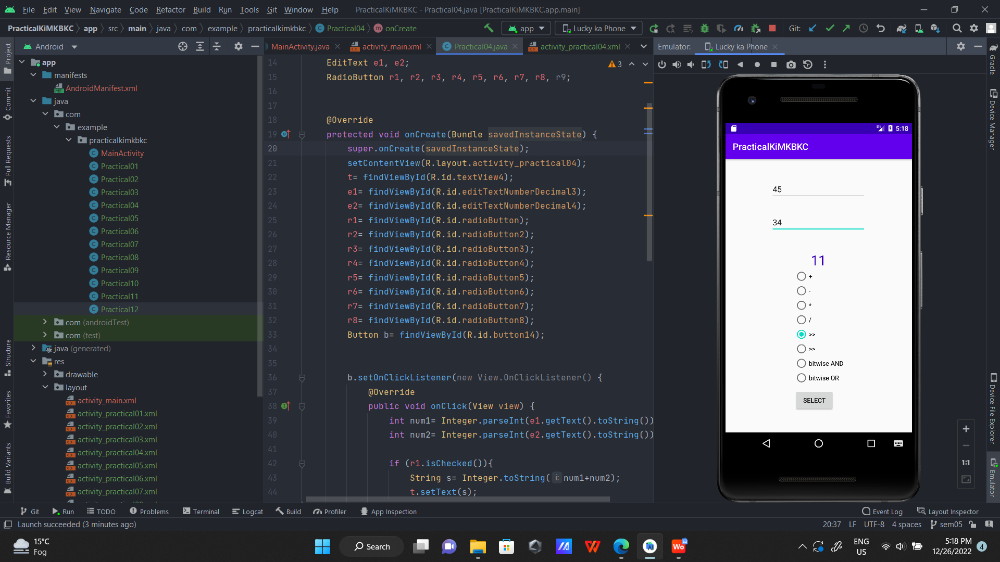 File Edit View Navigate Code Refactor Build Run Tools Git Window Help PracticalKiMKBKC - Practical04.java [PracticalKiMKBKC.app.main]
PracticalKiMKBKC app src main java com example practicalkimkbkc Practical04 onCreate app Lucky ka Phone Git:
Android
MainActivity.java activity_main.xml Practical04.java activity_practical04.xml
Emulator: Lucky ka Phone
Project
Commit
Pull Requests
Resource Manager
Structure
Favorites
Build Variants
app
manifests
AndroidManifest.xml
java
com
example
practicalkimkbkc
MainActivity
Practical01
Practical02
Practical03
Practical04
Practical05
Practical06
Practical07
Practical08
Practical09
Practical10
Practical11
Practical12
com (androidTest)
com (test)
java (generated)
res
drawable
layout
activity_main.xml
activity_practical01.xml
activity_practical02.xml
activity_practical03.xml
activity_practical04.xml
activity_practical05.xml
activity_practical06.xml
activity_practical07.xml
3
14 EditText e1, e2;
15 RadioButton r1, r2, r3, r4, r5, r6, r7, r8, r9;
16
17
18 @Override
19 protected void onCreate(Bundle savedInstanceState) {
20 super.onCreate(savedInstanceState);
21 setContentView(R.layout.activity_practical04);
22 t= findViewById(R.id.textView4);
23 e1= findViewById(R.id.editTextNumberDecimal3);
24 e2= findViewById(R.id.editTextNumberDecimal4);
25 r1= findViewById(R.id.radioButton);
26 r2= findViewById(R.id.radioButton2);
27 r3= findViewById(R.id.radioButton3);
28 r4= findViewById(R.id.radioButton4);
29 r5= findViewById(R.id.radioButton5);
30 r6= findViewById(R.id.radioButton6);
31 r7= findViewById(R.id.radioButton7);
32 r8= findViewById(R.id.radioButton8);
33 Button b= findViewById(R.id.button14);
34
35
36 b.setOnClickListener(new View.OnClickListener() {
37 @Override
38 public void onClick(View view) {
39 int num1= Integer.parseInt(e1.getText().toString())
40 int num2= Integer.parseInt(e2.getText().toString())
41
42 if (r1.isChecked()){
43 String s= Integer.toString( i: num1+num2);
44 t.setText(s);
LTE 5:18
PracticalKiMKBKC
45
34
11
+
-
*
/
>>
>>
bitwise AND
bitwise OR
SELECT
1:1
Gradle
Device Manager
Device File Explorer
Emulator
Git Run TODO Problems Terminal Logcat Build Profiler App Inspection Event Log Layout Inspector
Launch succeeded (3 minutes ago) 20:37 LF UTF-8 4 spaces sem05
15°C
Fog
Search
Wo
ENG
US
5:18 PM
12/26/2022
4